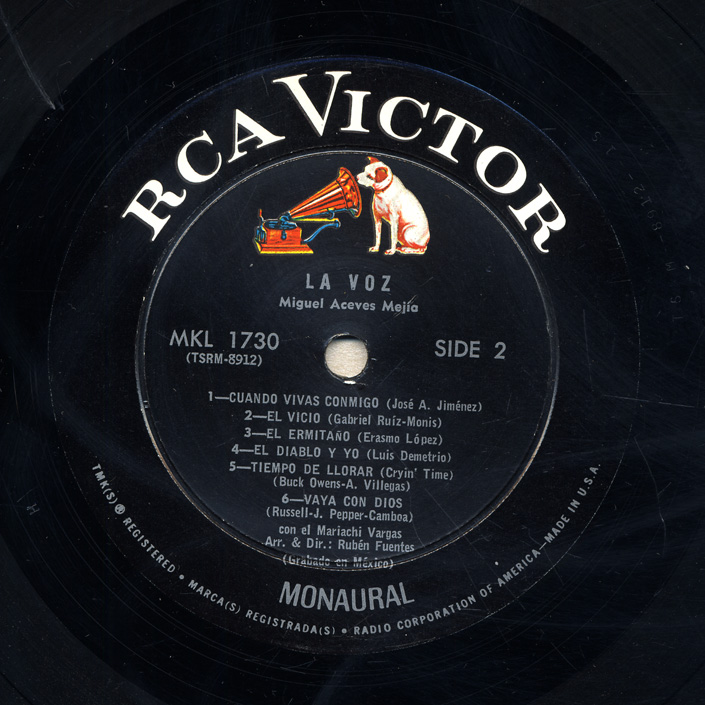 RCA VICTOR
LA VOZ
Miguel Aceves Mejía
MKL 1730
(TSRM-8912)
SIDE 2
1—CUANDO VIVAS CONMIGO (José A. Jiménez)
2—EL VICIO (Gabriel Ruiz-Monis)
3—EL ERMITAÑO (Erasmo López)
4—EL DIABLO Y YO (Luis Demetrio)
5—TIEMPO DE LLORAR (Cryin' Time)
(Buck Owens-A. Villegas)
6—VAYA CON DIOS
(Russell-J. Pepper-Camboa)
con el Mariachi Vargas
Arr. & Dir.: Rubén Fuentes
(Grabado en México)
MONAURAL
TMK(S) ® REGISTERED • MARCA(S) REGISTRADA(S) • RADIO CORPORATION OF AMERICA—MADE IN U.S.A.